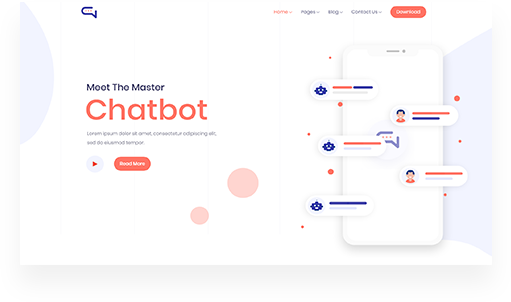 Home
Pages
Blog
Contact Us
Download
Meet The Master
Chatbot
Lorem ipsum dolor sit amet, consectetur adipiscing elit,
sed do eiusmod tempor
Read More